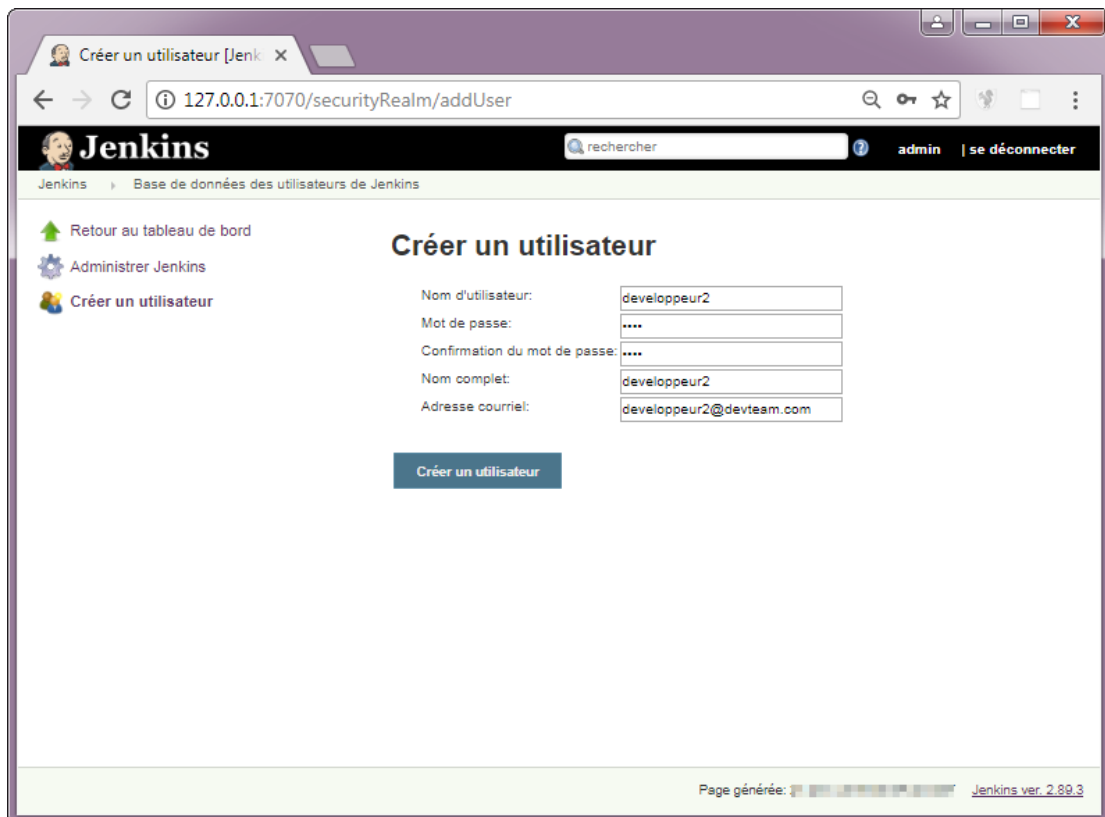 Créer un utilisateur [Jenk
127.0.0.1:7070/securityRealm/addUser
Jenkins
rechercher
admin | se déconnecter
Jenkins Base de données des utilisateurs de Jenkins
Retour au tableau de bord
Administrer Jenkins
Créer un utilisateur
Créer un utilisateur
Nom d'utilisateur: developpeur2
Mot de passe: ••••
Confirmation du mot de passe: ••••
Nom complet: developpeur2
Adresse courriel: developpeur2@devteam.com
Créer un utilisateur
Page générée: Jenkins ver. 2.89.3